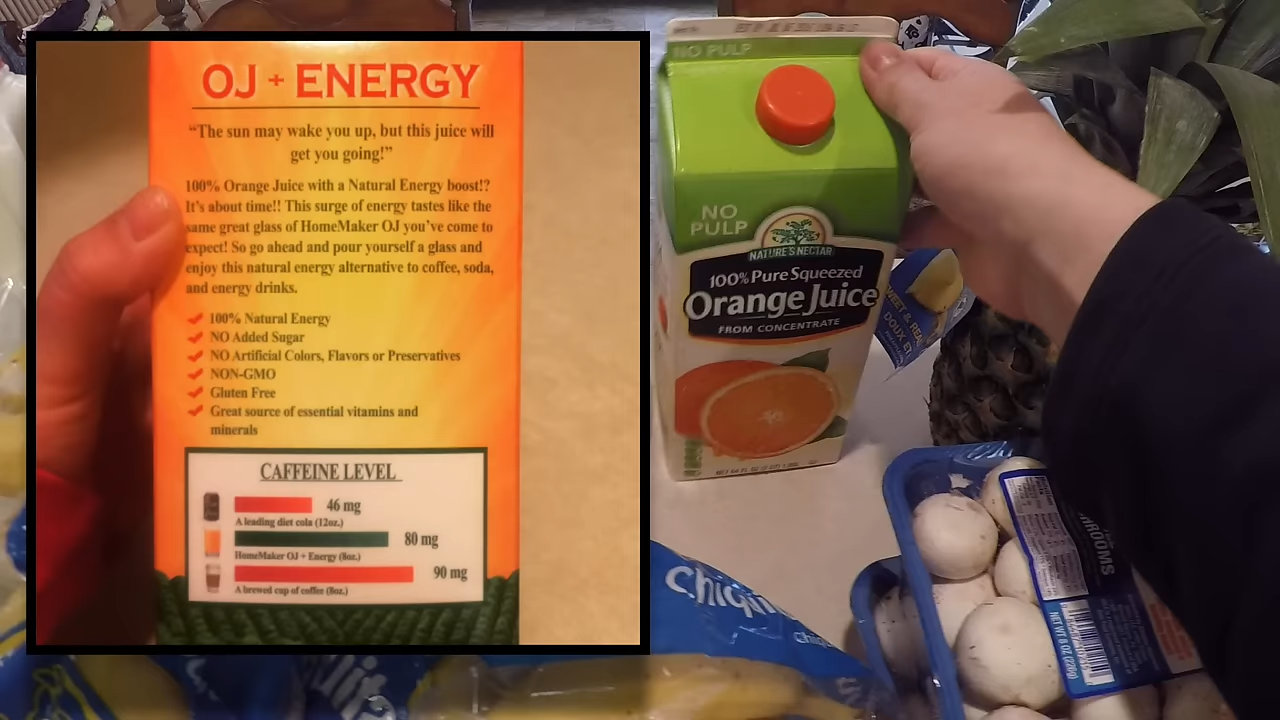 OJ + ENERGY
“The sun may wake you up, but this juice will
get you going!”
100% Orange Juice with a Natural Energy boost!?
It's about time!! This surge of energy tastes like the
same great glass of HomeMaker OJ you've come to
expect! So go ahead and pour yourself a glass and
enjoy this natural energy alternative to coffee, soda,
and energy drinks.
100% Natural Energy
NO Added Sugar
NO Artificial Colors, Flavors or Preservatives
NON-GMO
Gluten Free
Great source of essential vitamins and
minerals
CAFFEINE LEVEL
46 mg
A leading diet cola (12oz.)
80 mg
HomeMaker OJ + Energy (8oz.)
90 mg
A brewed cup of coffee (8oz.)
NO PULP
NO
PULP
NATURE'S NECTAR
100% Pure Squeezed
Orange Juice
FROM CONCENTRATE
NET WT 8 OZ (226g)